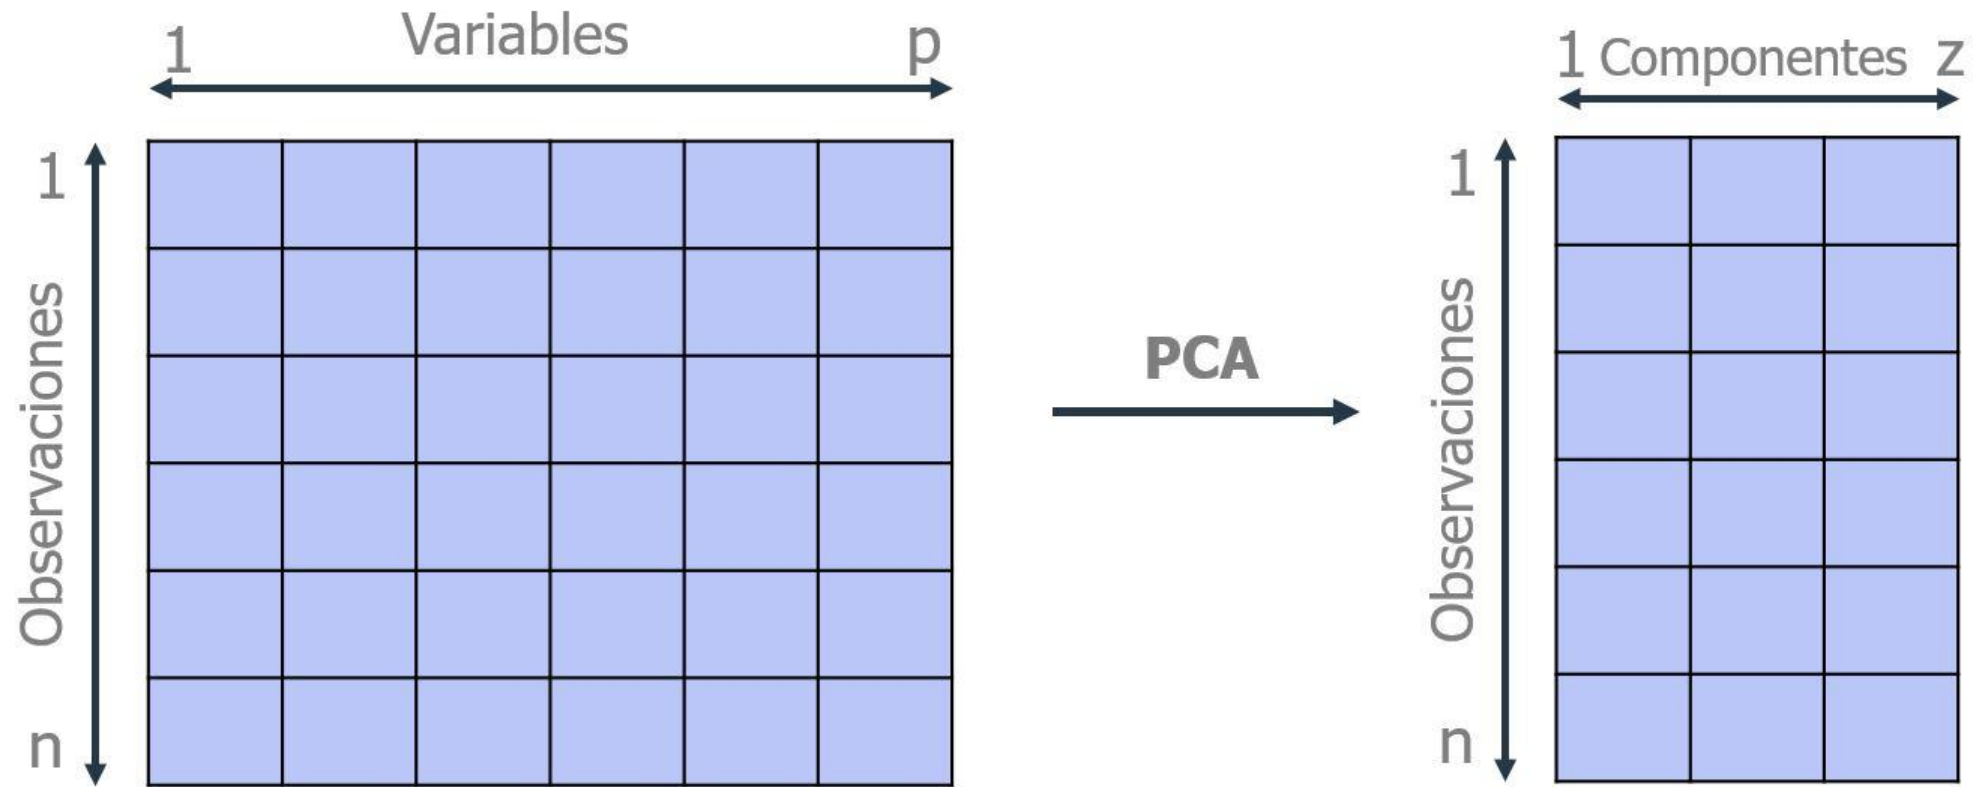 1 Variables p
1
Observaciones
n
PCA
1 Componentes z
1
Observaciones
n